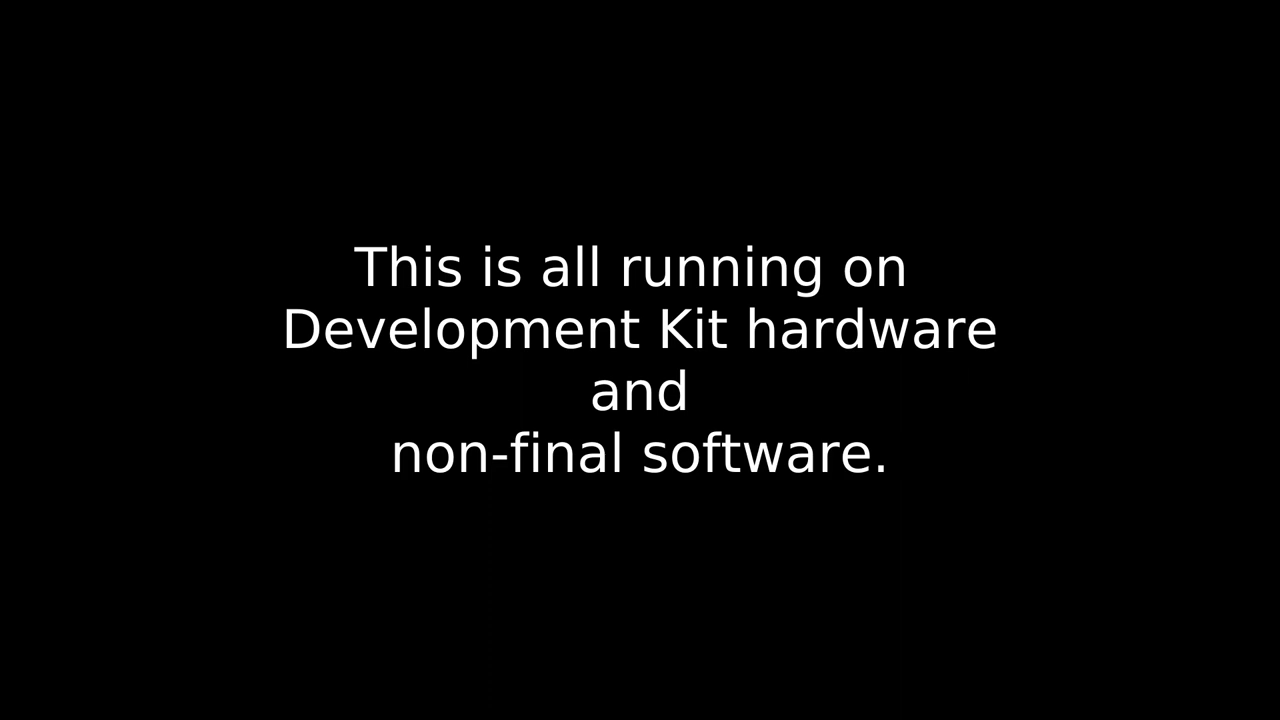 This is all running on
Development Kit hardware
and
non-final software.